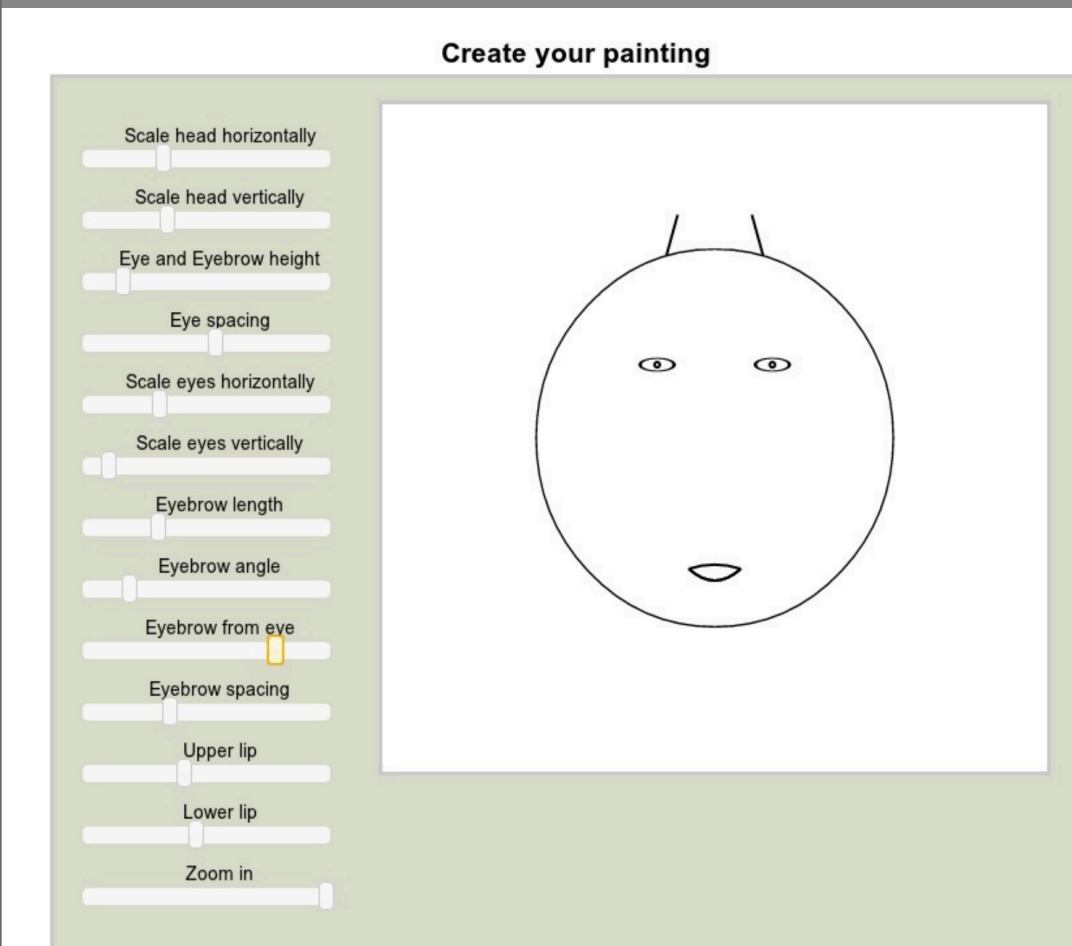 Create your painting
Scale head horizontally
Scale head vertically
Eye and Eyebrow height
Eye spacing
Scale eyes horizontally
Scale eyes vertically
Eyebrow length
Eyebrow angle
Eyebrow from eye
Eyebrow spacing
Upper lip
Lower lip
Zoom in